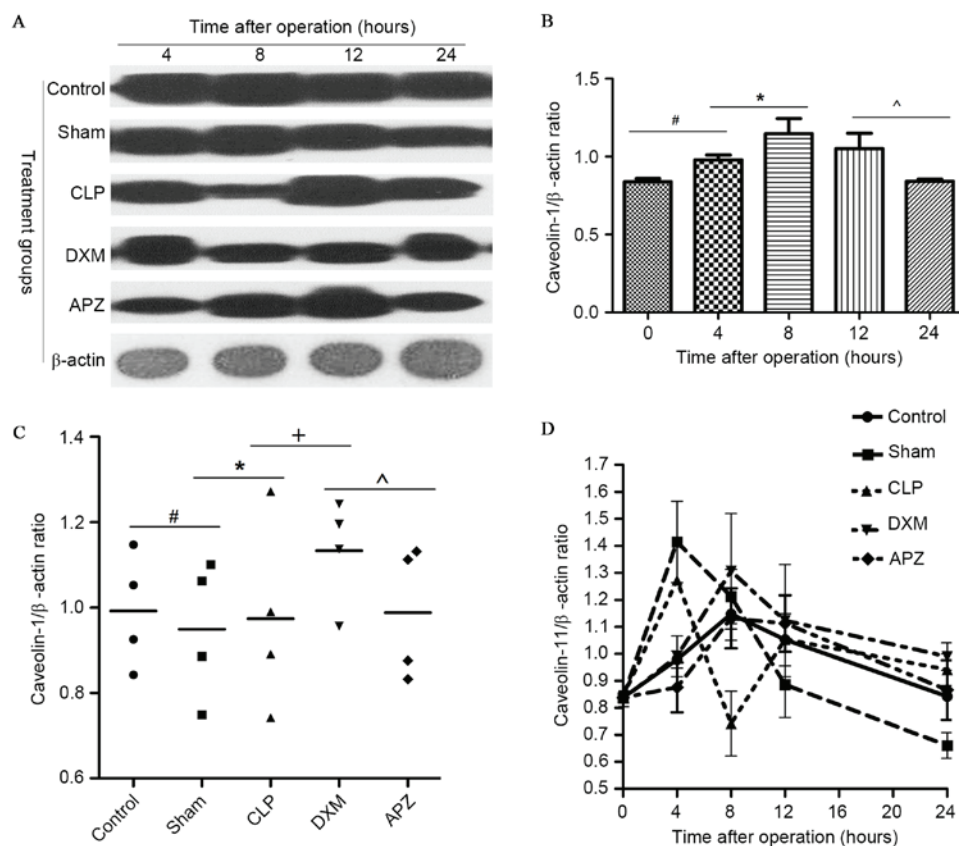 A
Time after operation (hours)
4 8 12 24
Treatment groups
Control
Sham
CLP
DXM
APZ
β-actin
B
Caveolin-1/β -actin ratio
1.5
1.0
0.5
0.0
# * ^
0 4 8 12 24
Time after operation (hours)
C
Caveolin-1/β -actin ratio
1.4
1.2
1.0
0.8
0.6
# * + ^
Control Sham CLP DXM APZ
D
Control
Sham
CLP
DXM
APZ
Caveolin-11/β -actin ratio
1.7
1.6
1.5
1.4
1.3
1.2
1.1
1.0
0.9
0.8
0.7
0.6
0.5
0 4 8 12 16 20 24
Time after operation (hours)